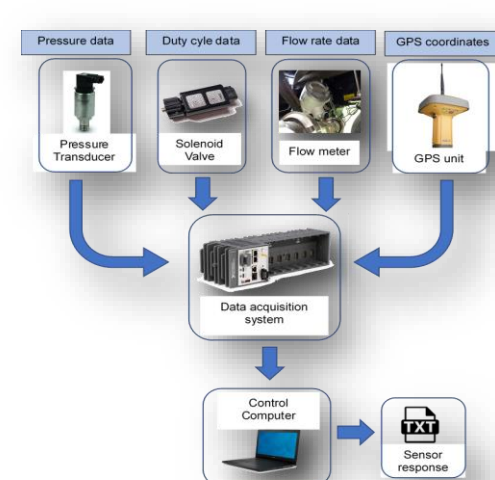 Pressure data
Duty cyle data
Flow rate data
GPS coordinates
Pressure
Transducer
Solenoid
Valve
Flow meter
GPS unit
Data acquisition
system
Control
Computer
TXT
Sensor
response